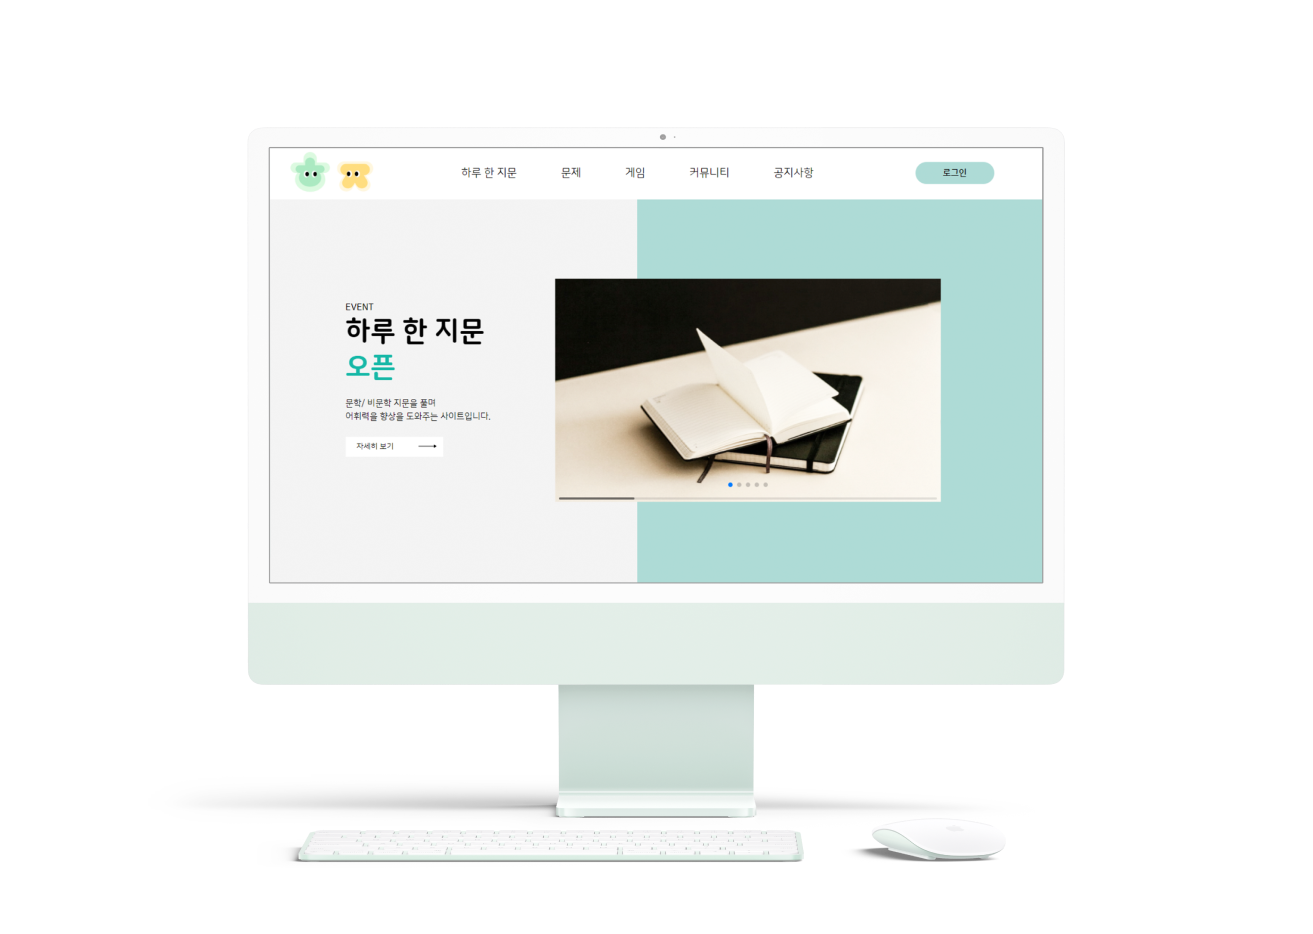 하루 한 지문
문제
게임
커뮤니티
공지사항
로그인
EVENT
하루 한 지문
오픈
문학/ 비문학 지문을 풀며
어휘력을 향상을 도와주는 사이트입니다.
자세히 보기